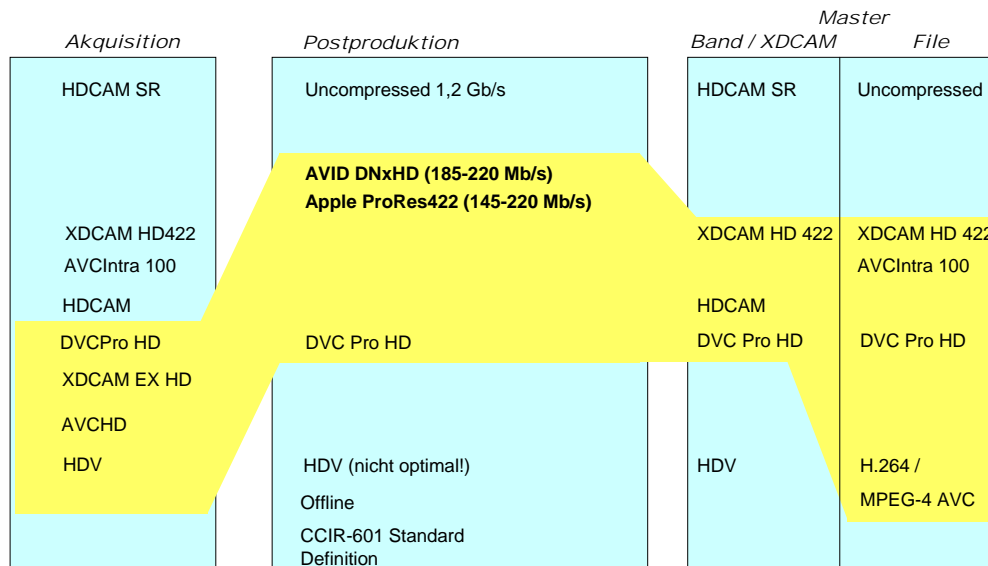 Master
Akquisition
Postproduktion
Band / XDCAM
File
HDCAM SR
XDCAM HD422
AVCIntra 100
HDCAM
DVCPro HD
XDCAM EX HD
AVCHD
HDV
Uncompressed 1,2 Gb/s
AVID DNxHD (185-220 Mb/s)
Apple ProRes422 (145-220 Mb/s)
DVC Pro HD
HDV (nicht optimal!)
Offline
CCIR-601 Standard
Definition
HDCAM SR
XDCAM HD 422
HDCAM
DVC Pro HD
HDV
Uncompressed
XDCAM HD 422
AVCIntra 100
DVC Pro HD
H.264 /
MPEG-4 AVC